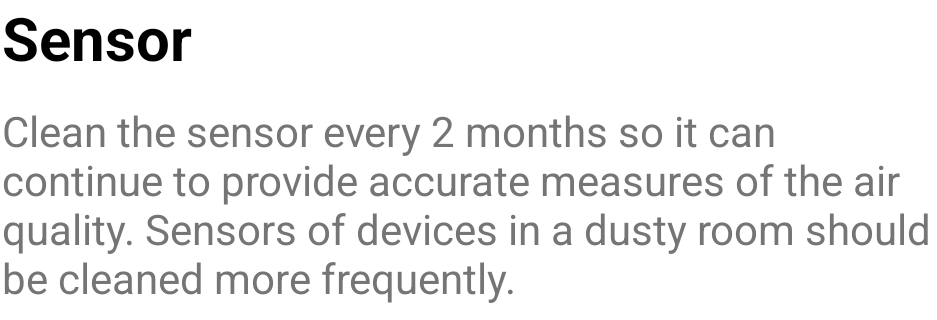 Sensor
Clean the sensor every 2 months so it can
continue to provide accurate measures of the air
quality. Sensors of devices in a dusty room should
be cleaned more frequently.